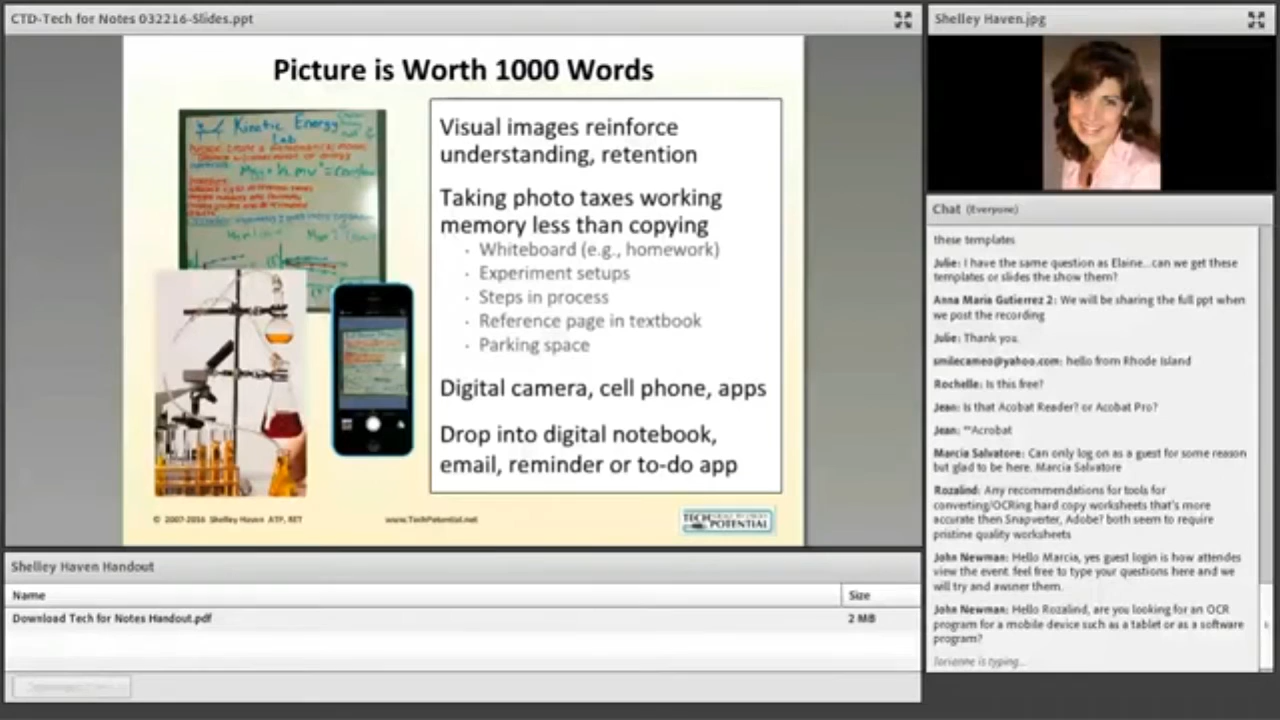 CTD-Tech for Notes 032216-Slides.ppt
Picture is Worth 1000 Words
Kinetic Energy
Lab
Visual images reinforce
understanding, retention
Taking photo taxes working
memory less than copying
· Whiteboard (e.g., homework)
· Experiment setups
· Steps in process
· Reference page in textbook
· Parking space
Digital camera, cell phone, apps
Drop into digital notebook,
email, reminder or to-do app
© 2007-2016 Shelley Haven ATP, RET
www.TechPotential.net
TECH
POTENTIAL
Shelley Haven Handout
Name
Size
Download Tech for Notes Handout.pdf
2 MB
Shelley Haven.jpg
Chat (Everyone)
these templates
Julie: I have the same question as Elaine...can we get these
templates or slides the show them?
Anna Maria Gutierrez 2: We will be sharing the full ppt when
we post the recording
Julie: Thank you.
smilecameo@yahoo.com: hello from Rhode Island
Rochelle: Is this free?
Jean: Is that Acobat Reader? or Acobat Pro?
Jean: **Acrobat
Marcia Salvatore: Can only log on as a guest for some reason
but glad to be here. Marcia Salvatore
Rozalind: Any recommendations for tools for
converting/OCRing hard copy worksheets that's more
accurate then Snapverter, Adobe? both seem to require
pristine quality worksheets
John Newman: Hello Marcia, yes guest login is how attendes
view the event. feel free to type your questions here and we
will try and awsner them.
John Newman: Hello Rozalind, are you looking for an OCR
program for a mobile device such as a tablet or as a software
program?
Torianne is typing...